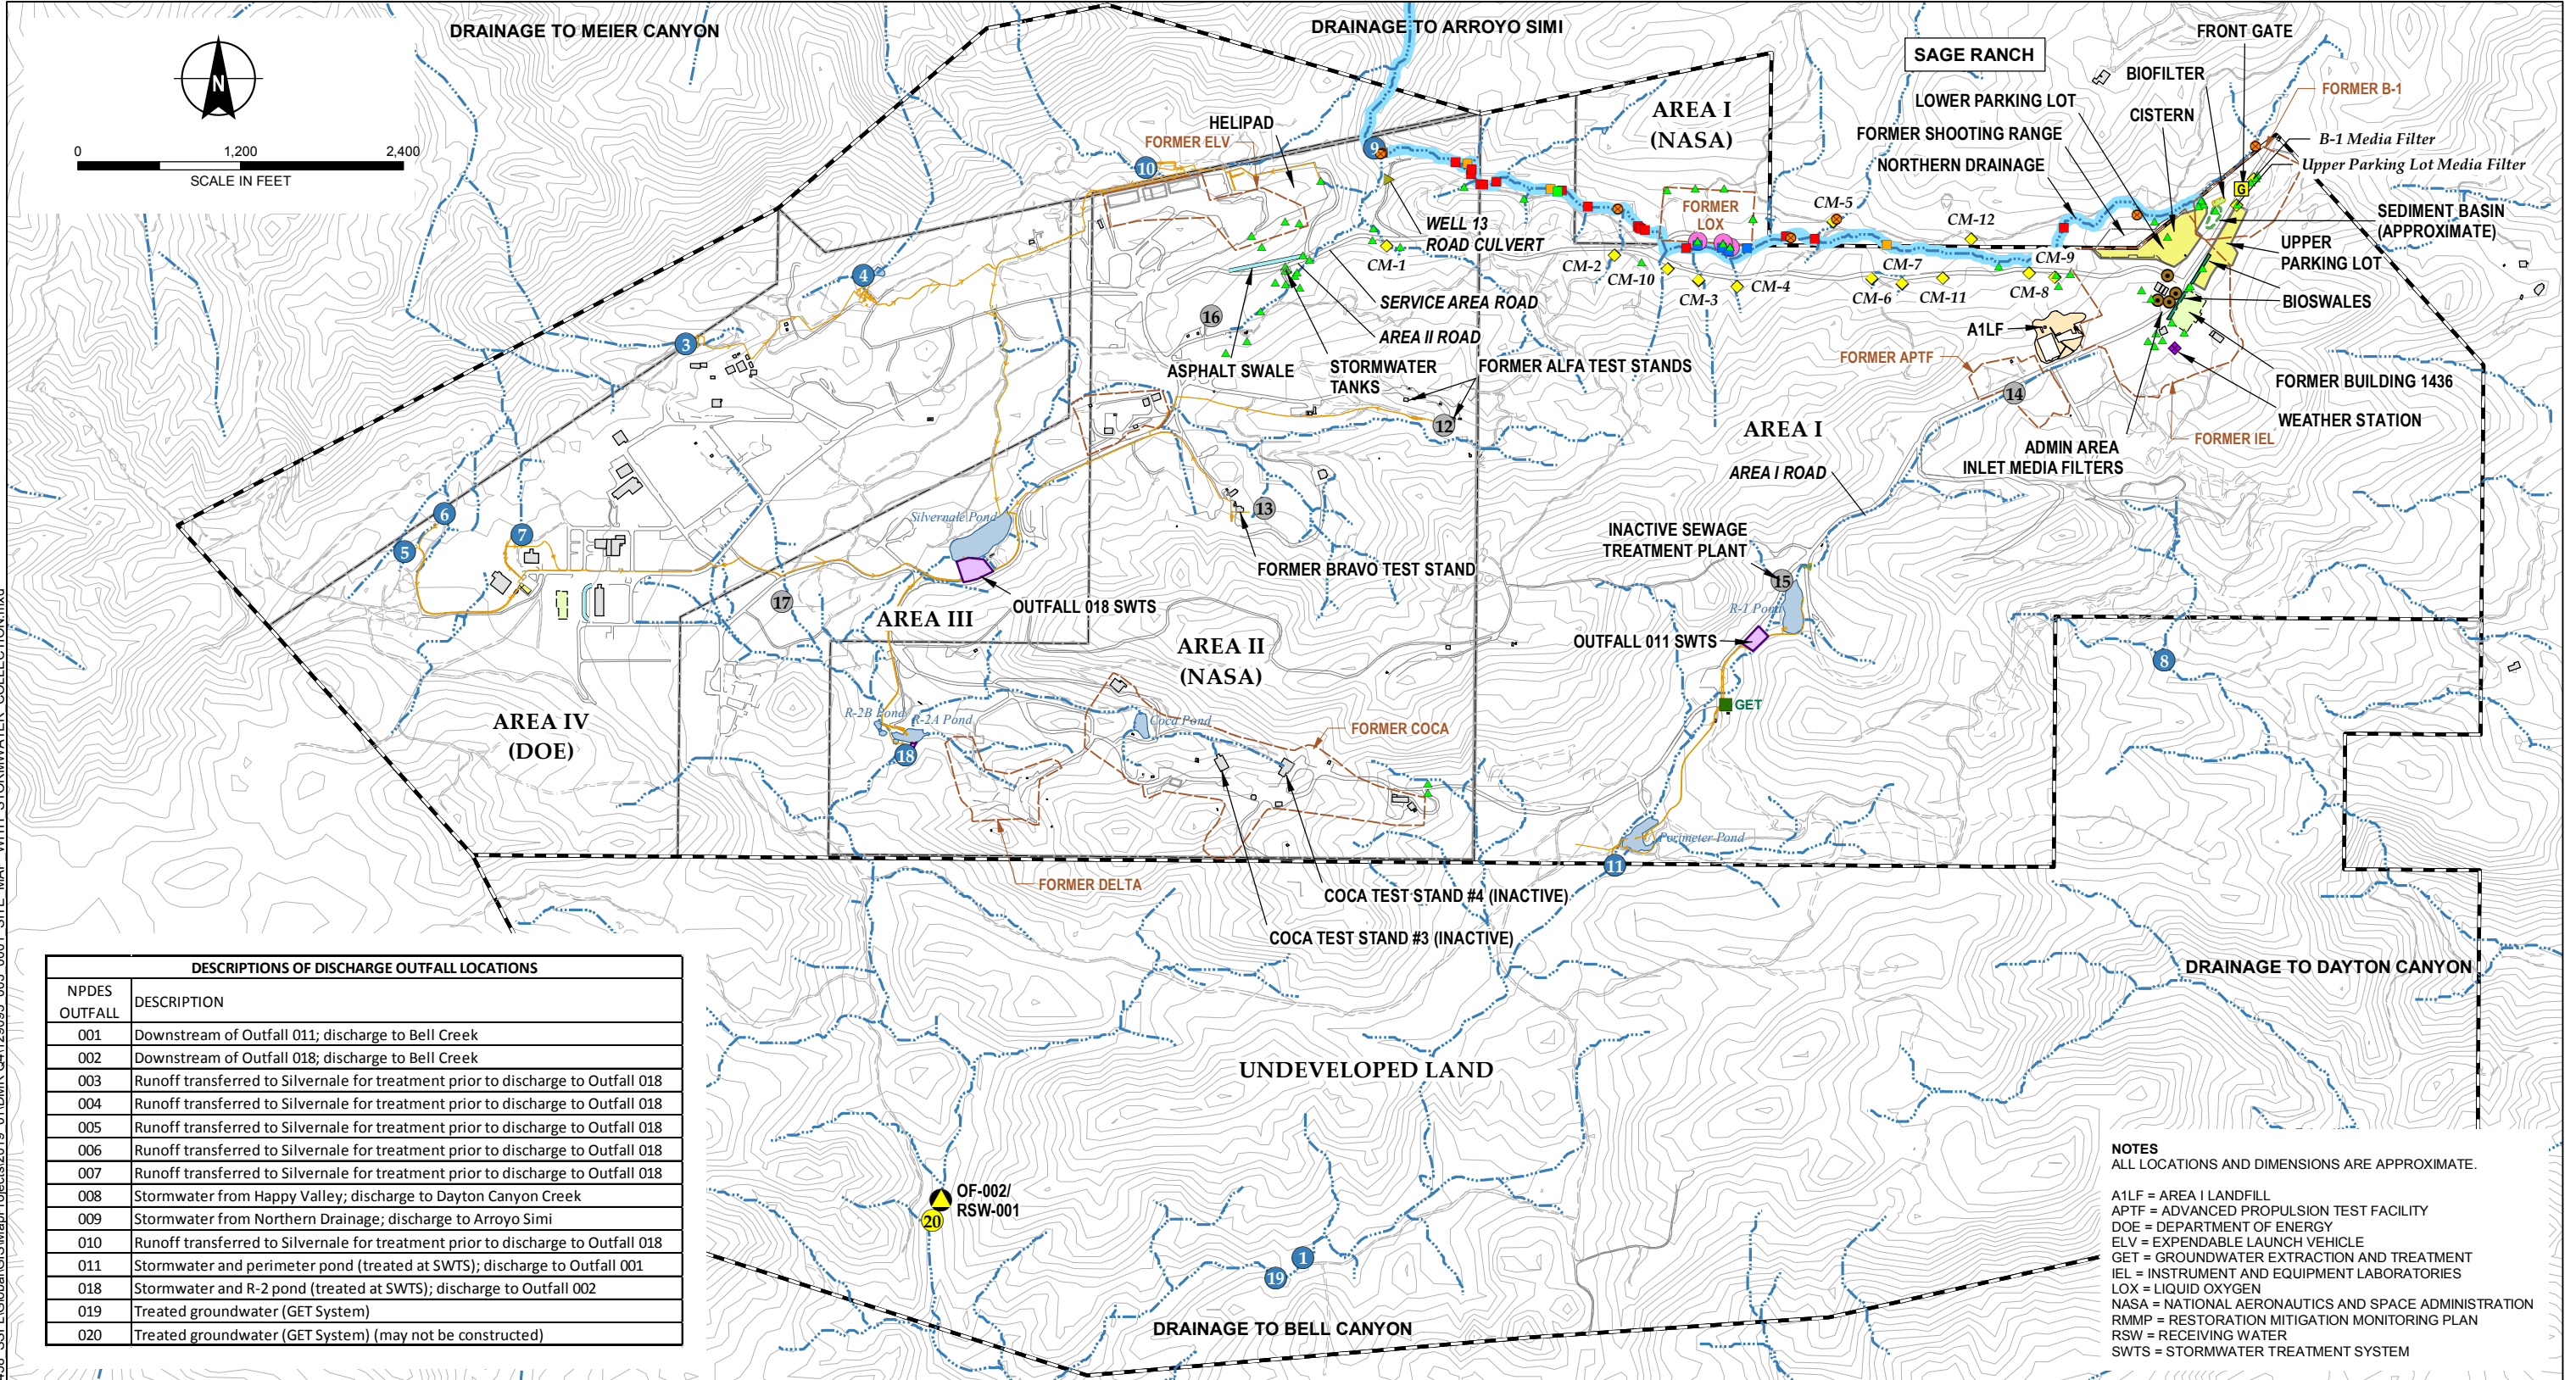 DRAINAGE TO MEIER CANYON
DRAINAGE TO ARROYO SIMI
N
0 1,200 2,400
SCALE IN FEET
SAGE RANCH
FRONT GATE
BIOFILTER
LOWER PARKING LOT
CISTERN
FORMER SHOOTING RANGE
NORTHERN DRAINAGE
FORMER B-1
B-1 Media Filter
Upper Parking Lot Media Filter
G
SEDIMENT BASIN
(APPROXIMATE)
UPPER
PARKING LOT
BIOSWALES
AREA I
(NASA)
HELIPAD
FORMER ELV
10
9
FORMER
LOX
WELL 13
ROAD CULVERT
CM-1
CM-2
CM-10
CM-3
CM-4
CM-5
CM-12
CM-6
CM-7
CM-11
CM-8
CM-9
4
3
16
SERVICE AREA ROAD
AREA II ROAD
ASPHALT SWALE
STORMWATER
TANKS
FORMER ALFA TEST STANDS
12
A1LF
FORMER APTF
14
FORMER BUILDING 1436
WEATHER STATION
FORMER IEL
ADMIN AREA
INLET MEDIA FILTERS
AREA I
AREA I ROAD
6
5
7
Silvernale Pond
13
FORMER BRAVO TEST STAND
INACTIVE SEWAGE
TREATMENT PLANT
15
R-1 Pond
17
OUTFALL 018 SWTS
AREA III
OUTFALL 011 SWTS
AREA II
(NASA)
8
AREA IV
(DOE)
R-2B Pond
R-2A Pond
18
Coca Pond
FORMER COCA
GET
Perimeter Pond
11
FORMER DELTA
COCA TEST STAND #4 (INACTIVE)
COCA TEST STAND #3 (INACTIVE)
DRAINAGE TO DAYTON CANYON
UNDEVELOPED LAND
OF-002/
RSW-001
20
1
19
DRAINAGE TO BELL CANYON
DESCRIPTIONS OF DISCHARGE OUTFALL LOCATIONS
NPDES
OUTFALL
DESCRIPTION
001 Downstream of Outfall 011; discharge to Bell Creek
002 Downstream of Outfall 018; discharge to Bell Creek
003 Runoff transferred to Silvernale for treatment prior to discharge to Outfall 018
004 Runoff transferred to Silvernale for treatment prior to discharge to Outfall 018
005 Runoff transferred to Silvernale for treatment prior to discharge to Outfall 018
006 Runoff transferred to Silvernale for treatment prior to discharge to Outfall 018
007 Runoff transferred to Silvernale for treatment prior to discharge to Outfall 018
008 Stormwater from Happy Valley; discharge to Dayton Canyon Creek
009 Stormwater from Northern Drainage; discharge to Arroyo Simi
010 Runoff transferred to Silvernale for treatment prior to discharge to Outfall 018
011 Stormwater and perimeter pond (treated at SWTS); discharge to Outfall 001
018 Stormwater and R-2 pond (treated at SWTS); discharge to Outfall 002
019 Treated groundwater (GET System)
020 Treated groundwater (GET System) (may not be constructed)
NOTES
ALL LOCATIONS AND DIMENSIONS ARE APPROXIMATE.
A1LF = AREA I LANDFILL
APTF = ADVANCED PROPULSION TEST FACILITY
DOE = DEPARTMENT OF ENERGY
ELV = EXPENDABLE LAUNCH VEHICLE
GET = GROUNDWATER EXTRACTION AND TREATMENT
IEL = INSTRUMENT AND EQUIPMENT LABORATORIES
LOX = LIQUID OXYGEN
NASA = NATIONAL AERONAUTICS AND SPACE ADMINISTRATION
RMMP = RESTORATION MITIGATION MONITORING PLAN
RSW = RECEIVING WATER
SWTS = STORMWATER TREATMENT SYSTEM